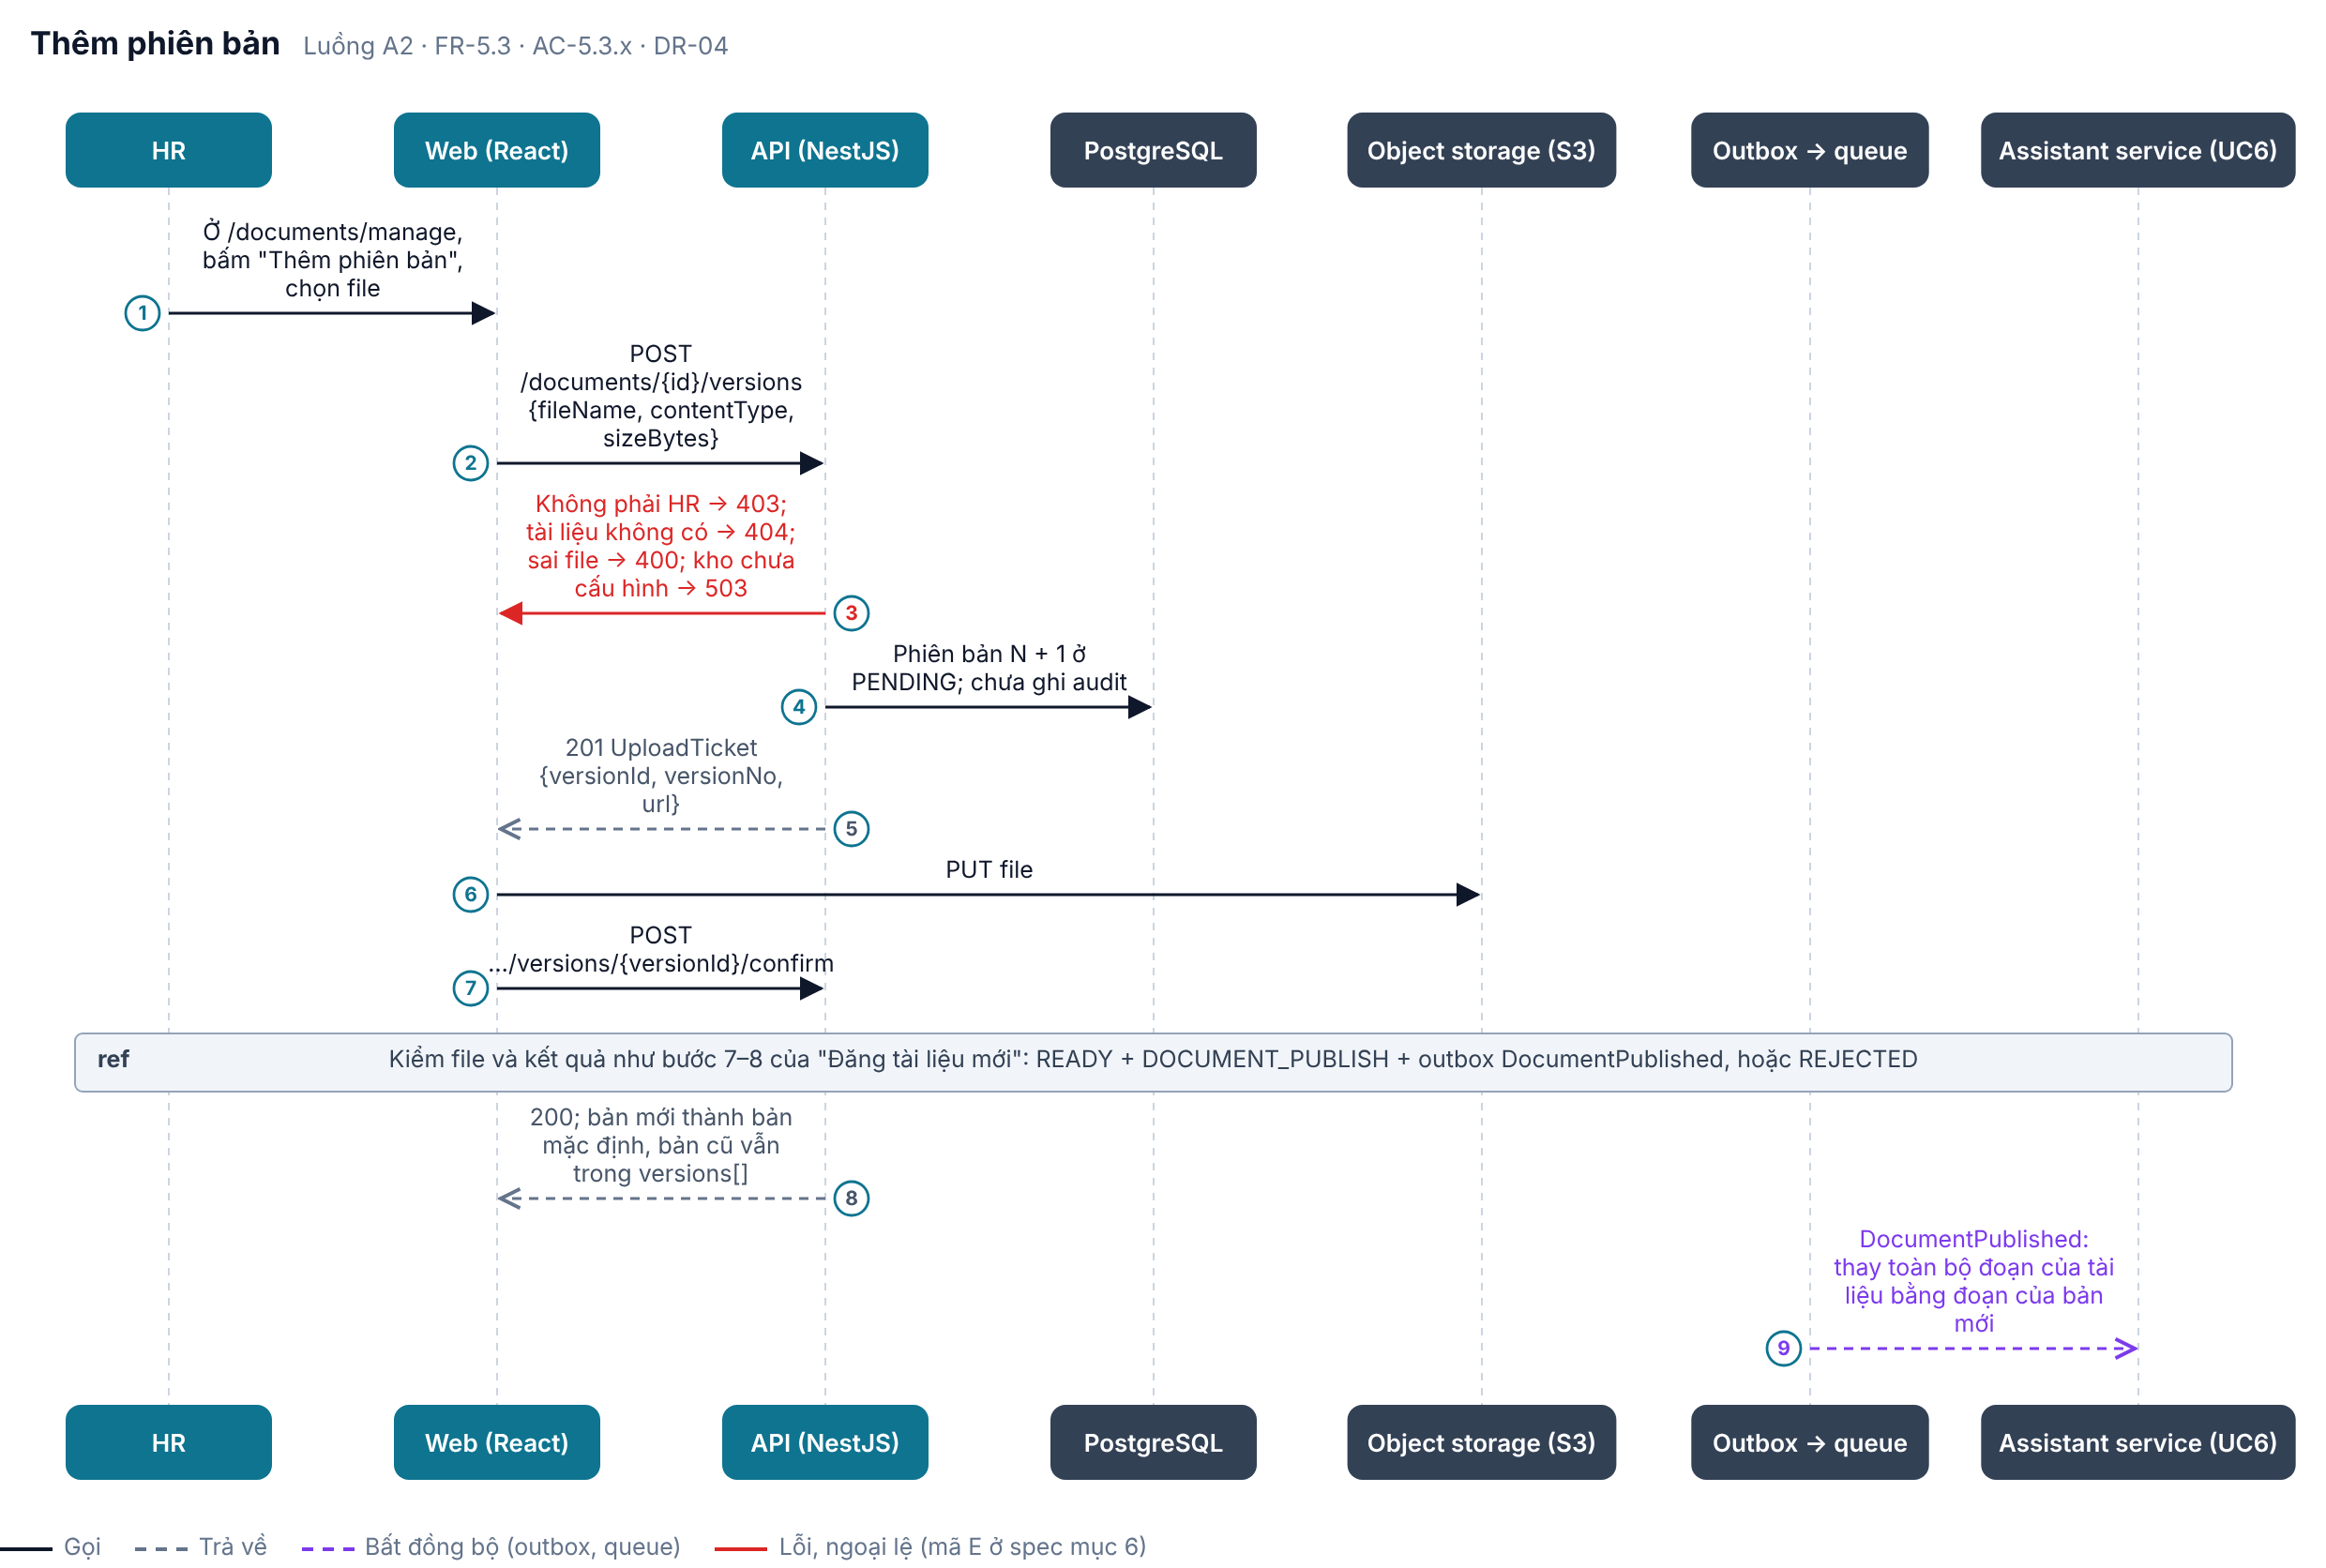 Thêm phiên bản Luồng A2 · FR-5.3 · AC-5.3.x · DR-04
HR Web (React) API (NestJS) PostgreSQL Object storage (S3) Outbox → queue Assistant service (UC6)
Ở /documents/manage,
bấm "Thêm phiên bản",
chọn file
1
POST
/documents/{id}/versions
{fileName, contentType,
sizeBytes}
2
Không phải HR → 403;
tài liệu không có → 404;
sai file → 400; kho chưa
cấu hình → 503
3
Phiên bản N + 1 ở
PENDING; chưa ghi audit
4
201 UploadTicket
{versionId, versionNo,
url}
5
PUT file
6
POST
.../versions/{versionId}/confirm
7
ref Kiểm file và kết quả như bước 7–8 của "Đăng tài liệu mới": READY + DOCUMENT_PUBLISH + outbox DocumentPublished, hoặc REJECTED
200; bản mới thành bản
mặc định, bản cũ vẫn
trong versions[]
8
DocumentPublished:
thay toàn bộ đoạn của tài
liệu bằng đoạn của bản
mới
9
HR Web (React) API (NestJS) PostgreSQL Object storage (S3) Outbox → queue Assistant service (UC6)
Gọi Trả về Bất đồng bộ (outbox, queue) Lỗi, ngoại lệ (mã E ở spec mục 6)